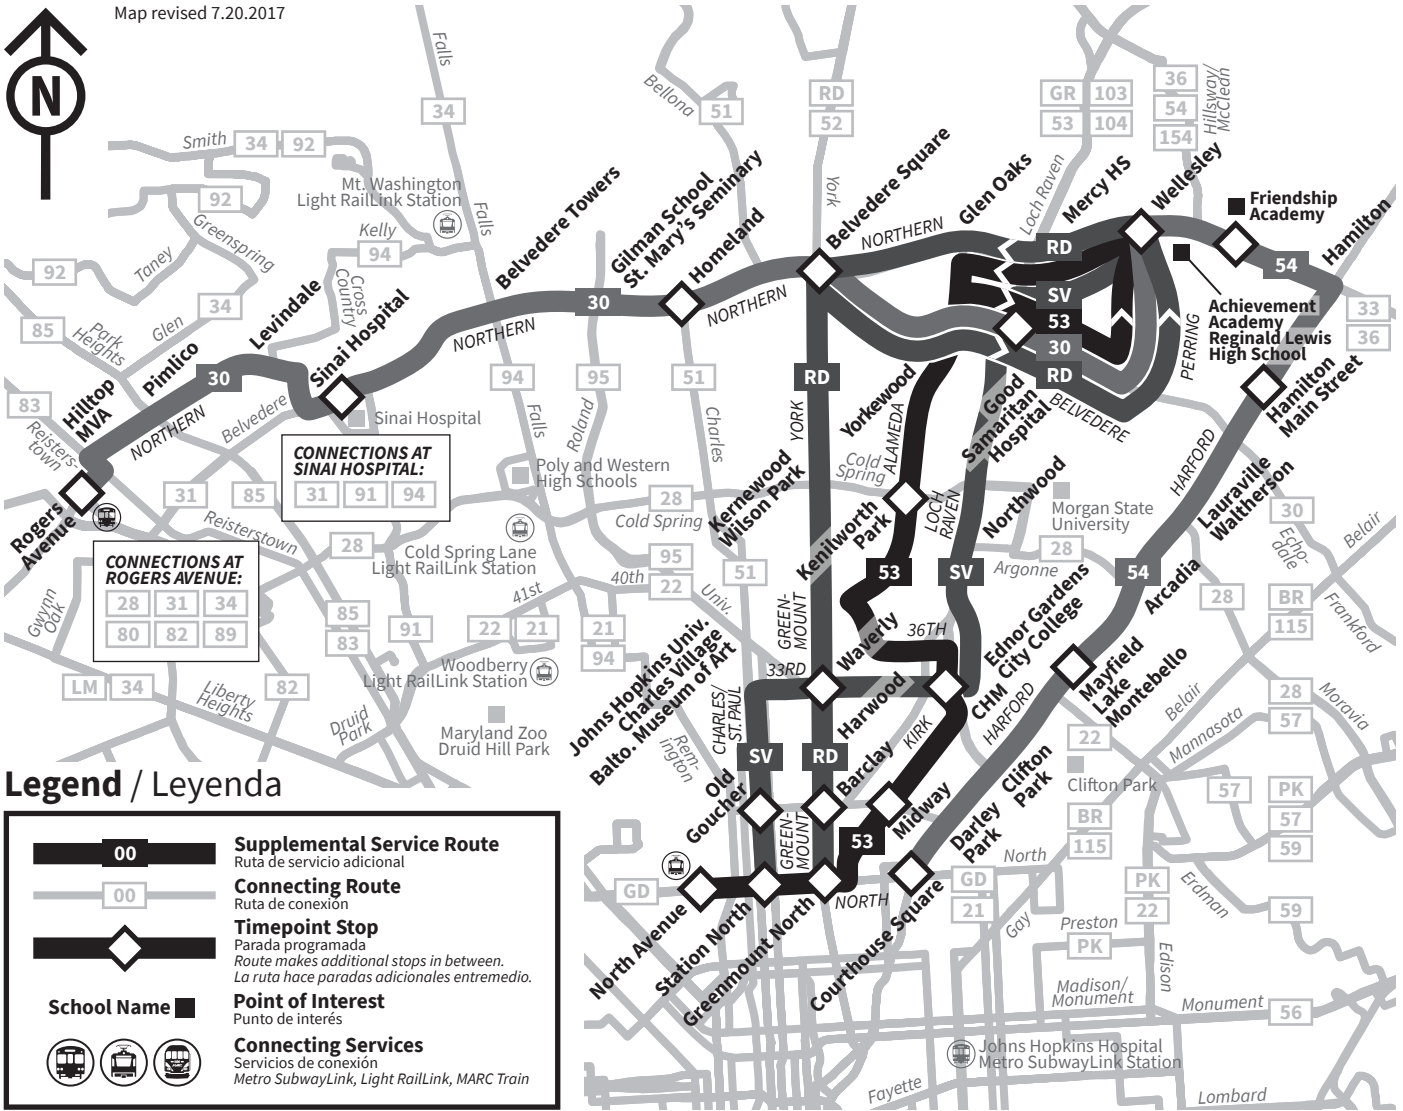 Map revised 7.20.2017
N
Falls
34
Bellona
51
RD
52
York
GR
103
53
104
36
54
154
Hillsway/
McClean
Smith
34
92
Mt. Washington
Light RailLink Station
92
Greenspring
Taney
Kelly
94
Falls
92
34
Cross
Country
Glen
85
Park
Heights
Belvedere Towers
Gilman School
St. Mary's Seminary
Homeland
Belvedere Square
NORTHERN
Glen Oaks
Loch Raven
Mercy HS
Wellesley
Friendship
Academy
Hamilton
RD
54
SV
53
30
RD
33
36
Achievement
Academy
Reginald Lewis
High School
PERRING
BELVEDERE
Hamilton
Main Street
Levindale
Sinai Hospital
Pimlico
30
Hilltop
MVA
NORTHERN
NORTHERN
30
NORTHERN
83
Reisters-
town
Belvedere
Sinai Hospital
94
95
51
RD
Falls
Roland
Charles
YORK
Yorkewood
ALAMEDA
Good
Samaritan
Hospital
HARFORD
CONNECTIONS AT
SINAI HOSPITAL:
31
91
94
Rogers
Avenue
31
85
Reisterstown
Poly and Western
High Schools
28
Cold Spring
Cold
Spring
Kernewood
Wilson Park
Kenilworth
Park
LOCH
RAVEN
Northwood
Morgan State
University
Lauraville
Waltherson
30
Echo-
dale
Belair
CONNECTIONS AT
ROGERS AVENUE:
28
31
34
80
82
89
28
Cold Spring Lane
Light RailLink Station
95
22
40th
51
Univ.
53
SV
28
Argonne
54
Arcadia
28
BR
115
Frankford
Gwynn
Oak
85
83
91
22
21
41st
21
94
GREEN-
MOUNT
Waverly
36TH
Ednor Gardens
City College
CHM
Woodberry
Light RailLink Station
Johns Hopkins Univ.
Charles Village
Balto. Museum of Art
33RD
Harwood
Mayfield
Lake
Montebello
LM
34
Liberty
Heights
82
Druid
Park
Maryland Zoo
Druid Hill Park
Rem-
ington
CHARLES/
ST. PAUL
KIRK
HARFORD
Belair
28
57
Moravia
Mannasota
22
Clifton Park
SV
RD
Old
Goucher
Barclay
Midway
Clifton
Park
Darley
Park
57
PK
57
59
BR
115
GREEN-
MOUNT
53
North
GD
NORTH
GD
21
PK
22
Erdman
59
Gay
Preston
PK
Edison
North Avenue
Station North
Greenmount North
Courthouse Square
Madison/
Monument
Monument
56
Johns Hopkins Hospital
Metro SubwayLink Station
Fayette
Lombard
Legend / Leyenda
00
Supplemental Service Route
Ruta de servicio adicional
00
Connecting Route
Ruta de conexión
Timepoint Stop
Parada programada
Route makes additional stops in between.
La ruta hace paradas adicionales entremedio.
School Name
Point of Interest
Punto de interés
Connecting Services
Servicios de conexión
Metro SubwayLink, Light RailLink, MARC Train